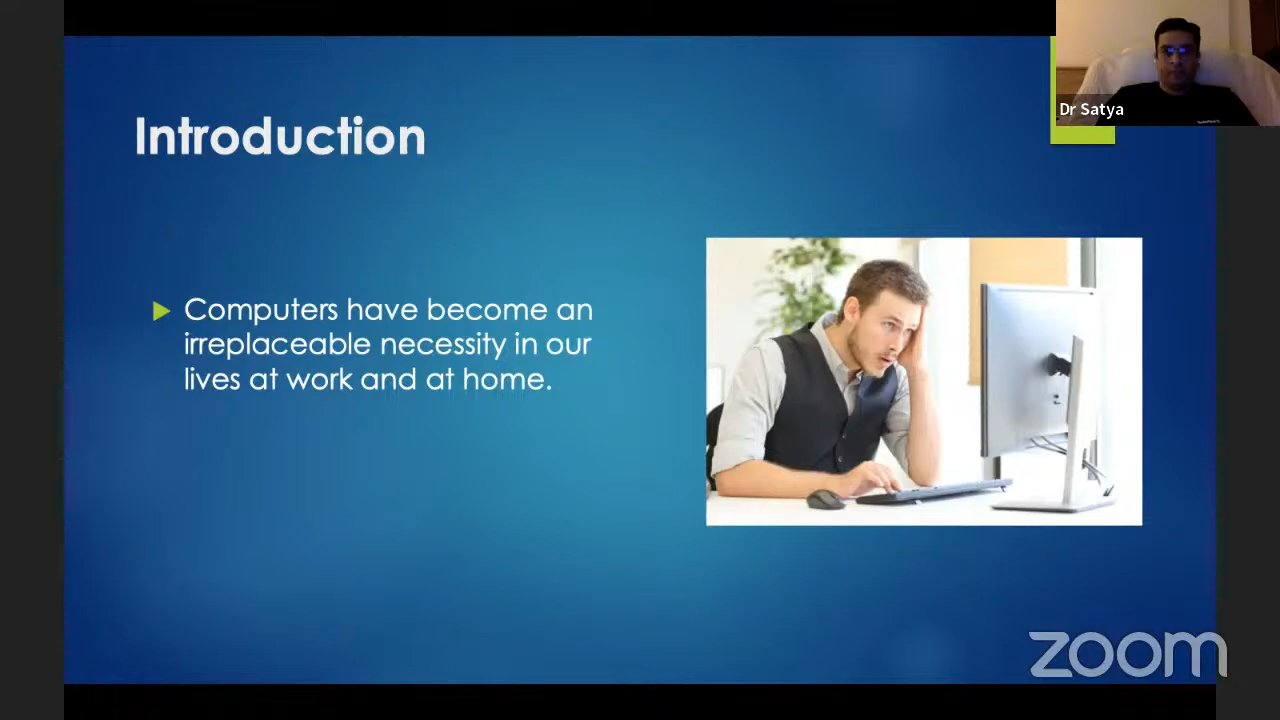 Dr Satya
Introduction
Computers have become an
irreplaceable necessity in our
lives at work and at home.
zoom